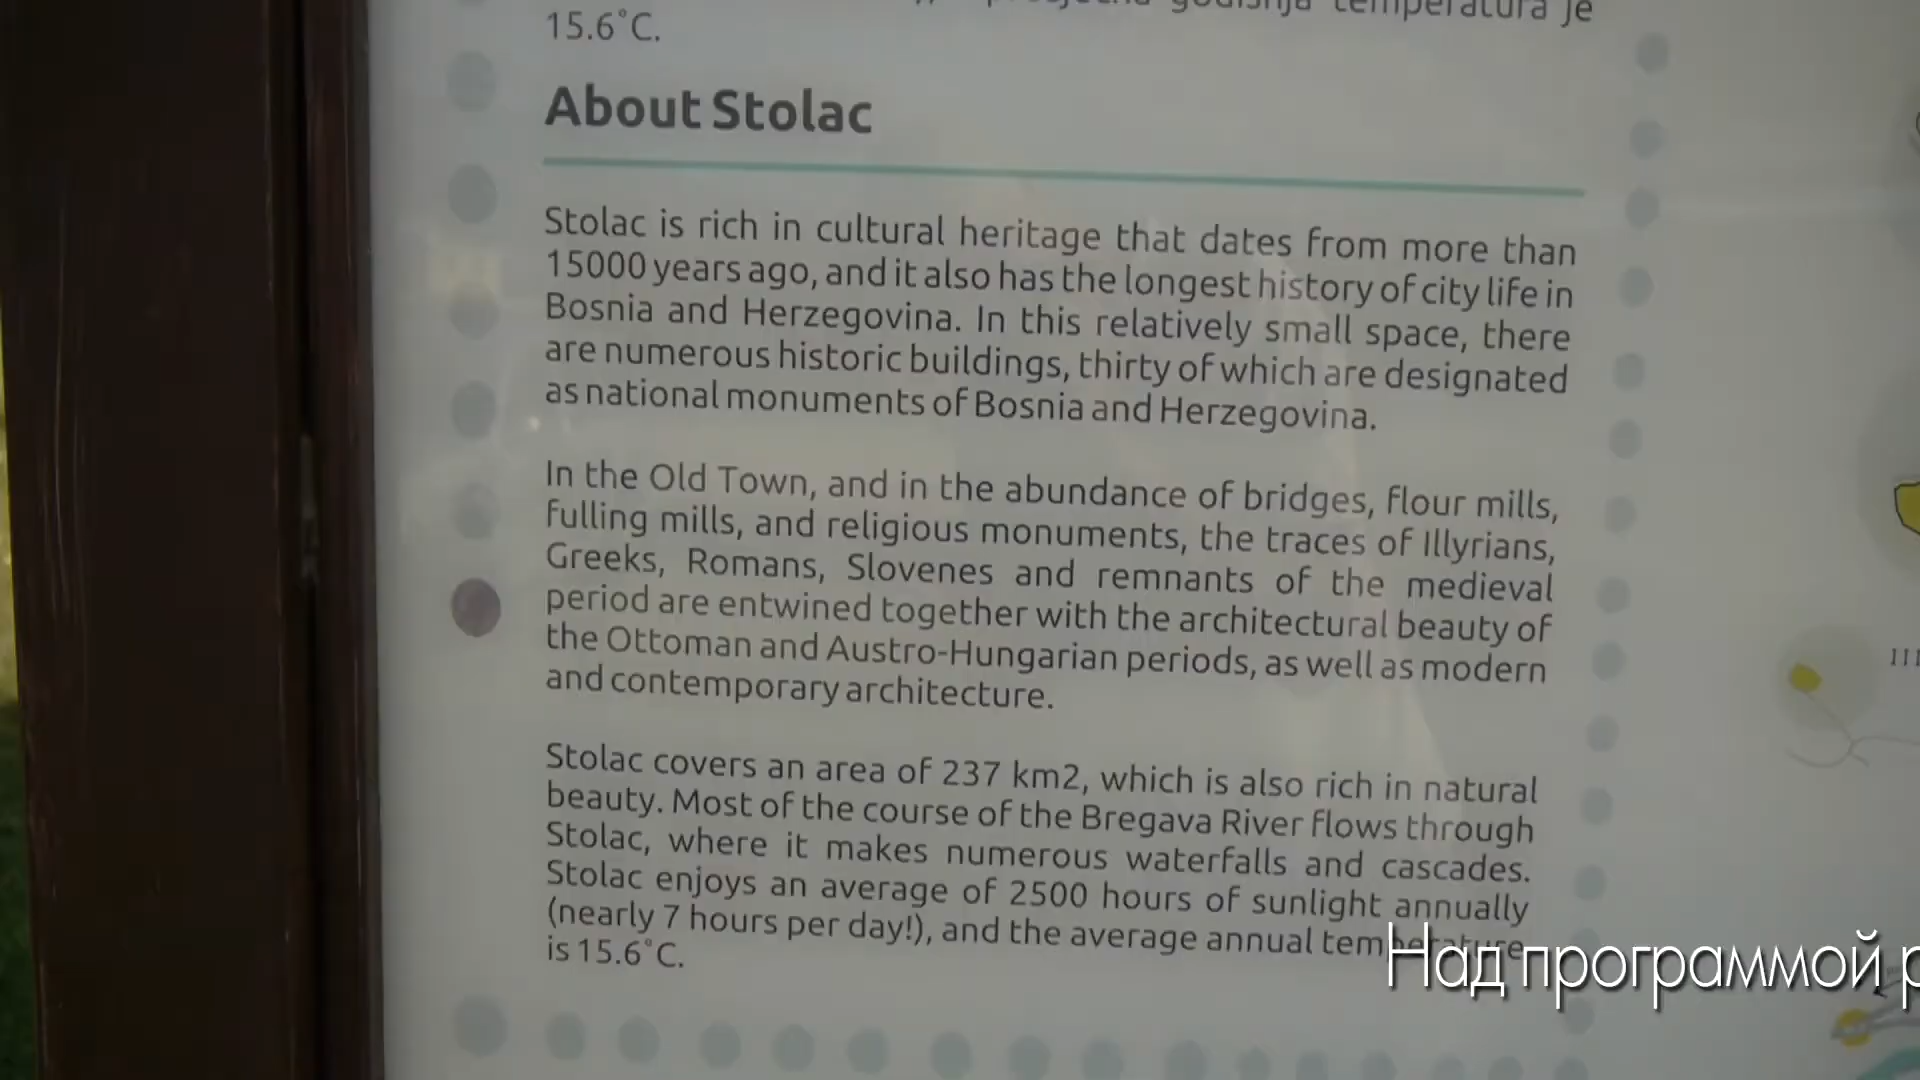 godišnja temperatura je
15.6°C.
About Stolac
Stolac is rich in cultural heritage that dates from more than
15000 years ago, and it also has the longest history of city life in
Bosnia and Herzegovina. In this relatively small space, there
are numerous historic buildings, thirty of which are designated
as national monuments of Bosnia and Herzegovina.
In the Old Town, and in the abundance of bridges, flour mills,
fulling mills, and religious monuments, the traces of Illyrians,
Greeks, Romans, Slovenes and remnants of the medieval
period are entwined together with the architectural beauty of
the Ottoman and Austro-Hungarian periods, as well as modern
and contemporary architecture.
Stolac covers an area of 237 km2, which is also rich in natural
beauty. Most of the course of the Bregava River flows through
Stolac, where it makes numerous waterfalls and cascades.
Stolac enjoys an average of 2500 hours of sunlight annually
(nearly 7 hours per day!), and the average annual temperature
is 15.6°C.
Над программой р